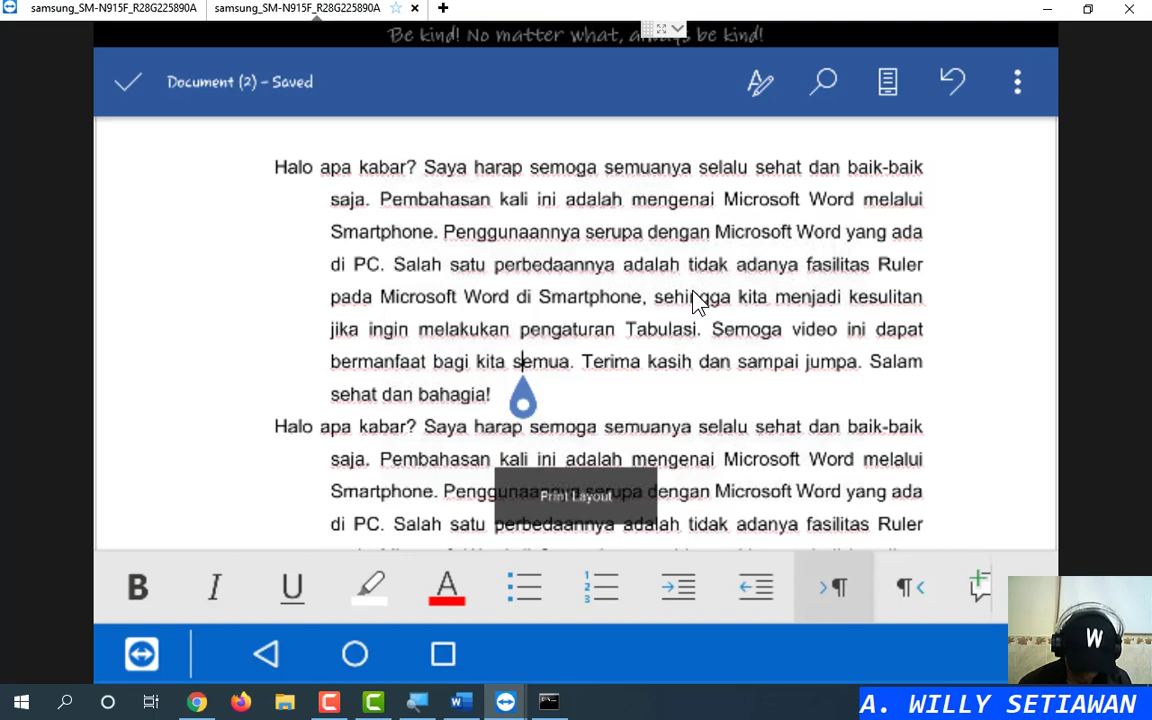 samsung_SM-N915F_R28G225890A
samsung_SM-N915F_R28G225890A
Be kind! No matter what, always be kind!
Document (2) – Saved
Halo apa kabar? Saya harap semoga semuanya selalu sehat dan baik-baik
saja. Pembahasan kali ini adalah mengenai Microsoft Word melalui
Smartphone. Penggunaannya serupa dengan Microsoft Word yang ada
di PC. Salah satu perbedaannya adalah tidak adanya fasilitas Ruler
pada Microsoft Word di Smartphone, sehingga kita menjadi kesulitan
jika ingin melakukan pengaturan Tabulasi. Semoga video ini dapat
bermanfaat bagi kita semua. Terima kasih dan sampai jumpa. Salam
sehat dan bahagia!
Halo apa kabar? Saya harap semoga semuanya selalu sehat dan baik-baik
saja. Pembahasan kali ini adalah mengenai Microsoft Word melalui
Smartphone. Penggunaannya serupa dengan Microsoft Word yang ada
Print Layout
di PC. Salah satu perbedaannya adalah tidak adanya fasilitas Ruler
B I U A
W
A. WILLY SETIAWAN